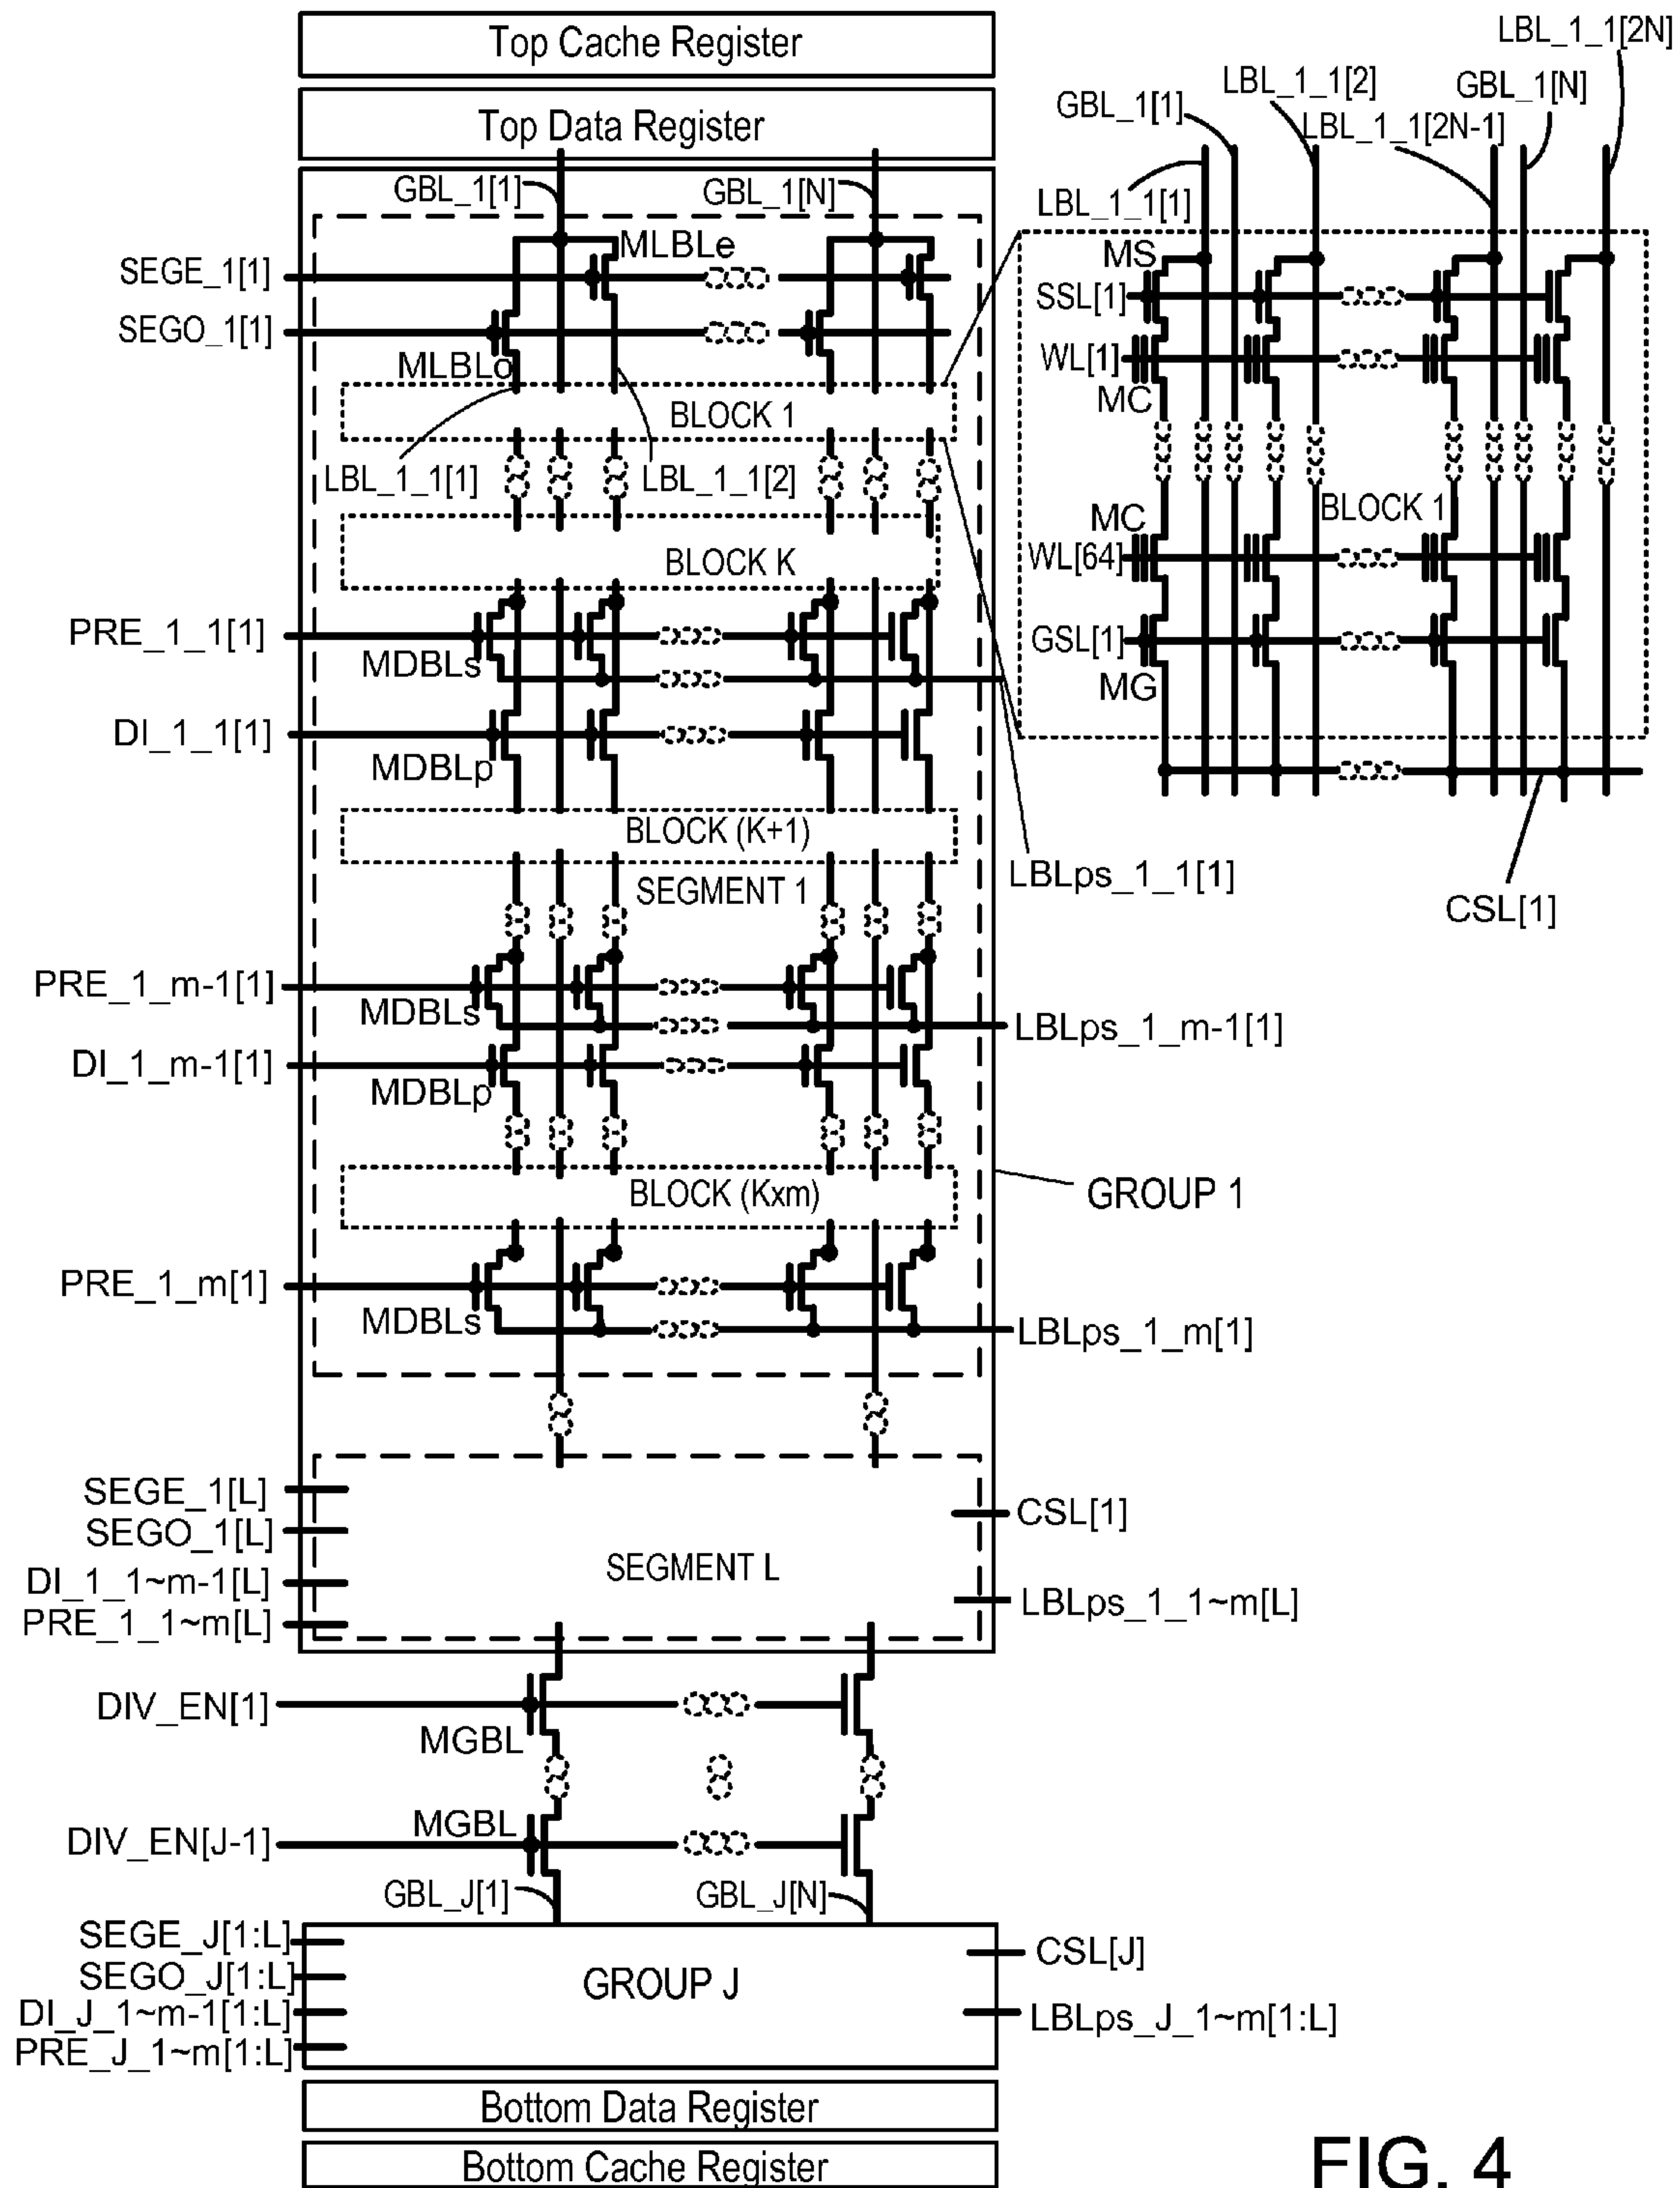 Top Cache Register
Top Data Register
GBL_1[1]
GBL_1[N]
MLBLe
SEGE_1[1]
SEGO_1[1]
MLBLo
BLOCK 1
LBL_1_1[1]
LBL_1_1[2]
BLOCK K
PRE_1_1[1]
MDBLs
DI_1_1[1]
MDBLp
BLOCK (K+1)
LBLps_1_1[1]
SEGMENT 1
PRE_1_m-1[1]
MDBLs
LBLps_1_m-1[1]
DI_1_m-1[1]
MDBLp
BLOCK (Kxm)
GROUP 1
PRE_1_m[1]
MDBLs
LBLps_1_m[1]
SEGE_1[L]
SEGO_1[L]
CSL[1]
SEGMENT L
DI_1_1~m-1[L]
PRE_1_1~m[L]
LBLps_1_1~m[L]
DIV_EN[1]
MGBL
MGBL
DIV_EN[J-1]
GBL_J[1]
GBL_J[N]
SEGE_J[1:L]
SEGO_J[1:L]
DI_J_1~m-1[1:L]
PRE_J_1~m[1:L]
GROUP J
CSL[J]
LBLps_J_1~m[1:L]
Bottom Data Register
Bottom Cache Register
LBL_1_1[2N]
LBL_1_1[2]
GBL_1[N]
GBL_1[1]
LBL_1_1[2N-1]
LBL_1_1[1]
MS
SSL[1]
WL[1]
MC
MC
BLOCK 1
WL[64]
GSL[1]
MG
CSL[1]
FIG. 4